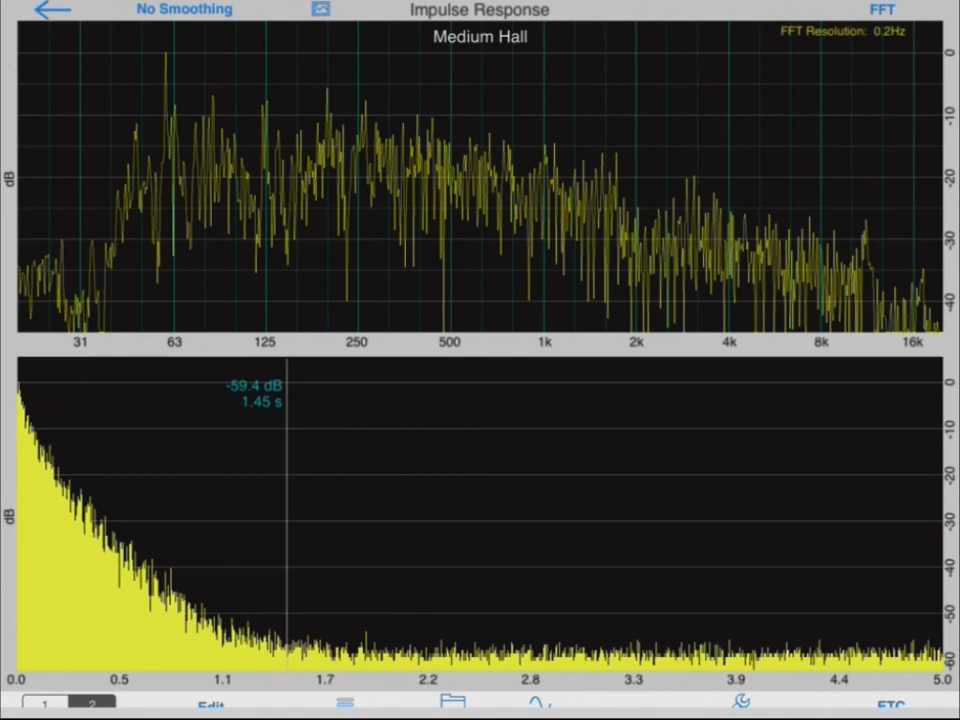 No Smoothing
Impulse Response
FFT
Medium Hall
FFT Resolution: 0.2Hz
dB
0
-10
-20
-30
-40
31 63 125 250 500 1k 2k 4k 8k 16k
-59.4 dB
1.45 s
dB
0
-10
-20
-30
-40
-50
-60
0.0 0.5 1.1 1.7 2.2 2.8 3.3 3.9 4.4 5.0
1 2 Edit ETC